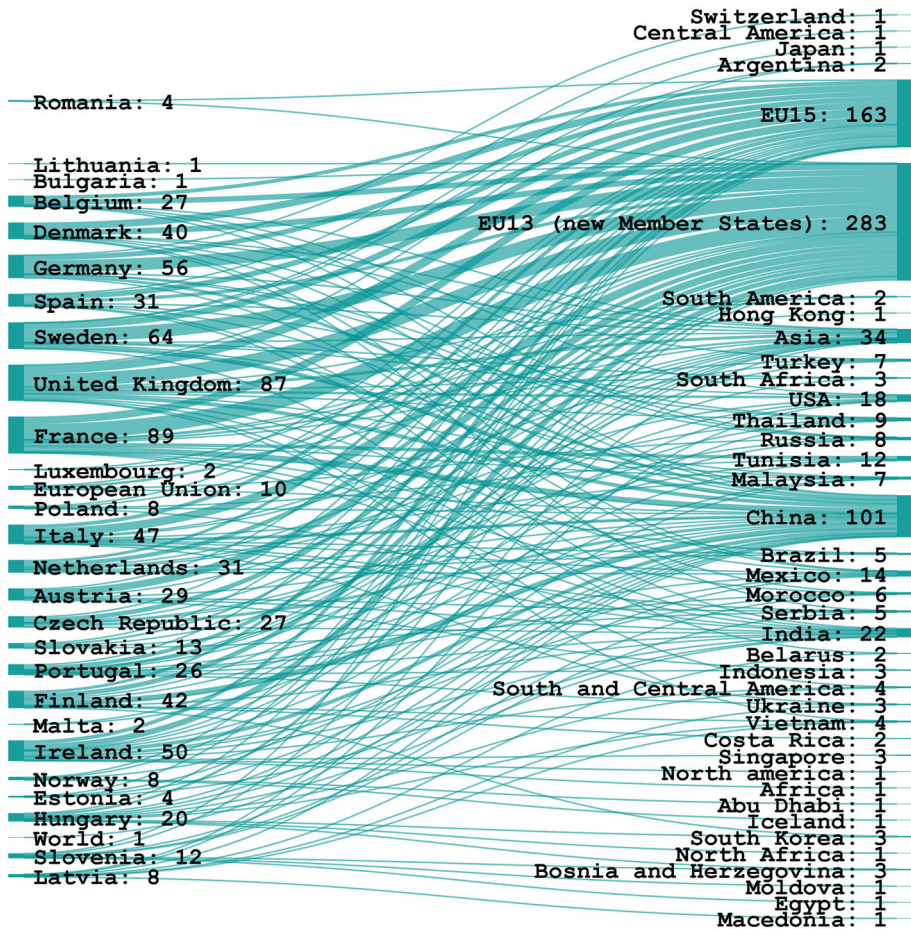 Romania: 4
Lithuania: 1
Bulgaria: 1
Belgium: 27
Denmark: 40
Germany: 56
Spain: 31
Sweden: 64
United Kingdom: 87
France: 89
Luxembourg: 2
European Union: 10
Poland: 8
Italy: 47
Netherlands: 31
Austria: 29
Czech Republic: 27
Slovakia: 13
Portugal: 26
Finland: 42
Malta: 2
Ireland: 50
Norway: 8
Estonia: 4
Hungary: 20
World: 1
Slovenia: 12
Latvia: 8
Switzerland: 1
Central America: 1
Japan: 1
Argentina: 2
EU15: 163
EU13 (new Member States): 283
South America: 2
Hong Kong: 1
Asia: 34
Turkey: 7
South Africa: 3
USA: 18
Thailand: 9
Russia: 8
Tunisia: 12
Malaysia: 7
China: 101
Brazil: 5
Mexico: 14
Morocco: 6
Serbia: 5
India: 22
Belarus: 2
Indonesia: 3
South and Central America: 4
Ukraine: 3
Vietnam: 4
Costa Rica: 2
Singapore: 3
North america: 1
Africa: 1
Abu Dhabi: 1
Iceland: 1
South Korea: 3
North Africa: 1
Bosnia and Herzegovina: 3
Moldova: 1
Egypt: 1
Macedonia: 1